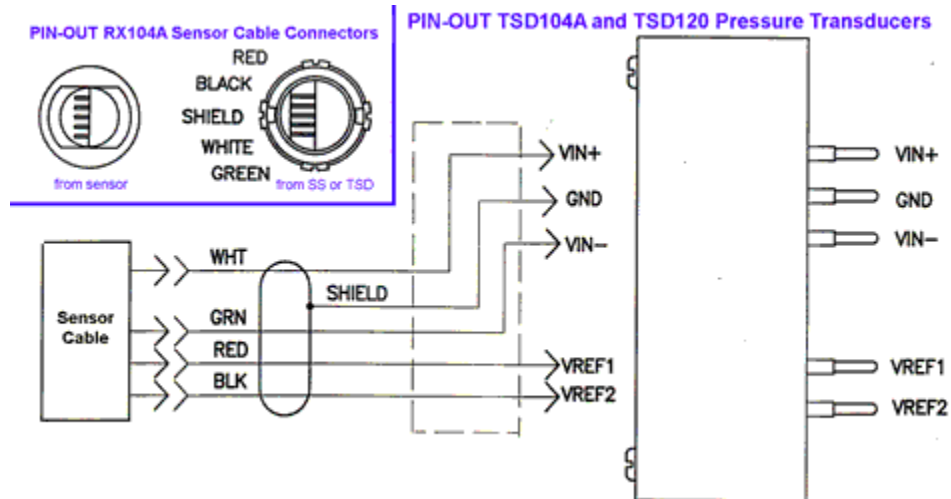 PIN-OUT TSD104A and TSD120 Pressure Transducers
PIN-OUT RX104A Sensor Cable Connectors
RED
BLACK
SHIELD
WHITE
GREEN
from sensor
from SS or TSD
VIN+
GND
VIN-
VIN+
GND
VIN-
WHT
SHIELD
Sensor
Cable
GRN
RED
BLK
VREF1
VREF2
VREF1
VREF2